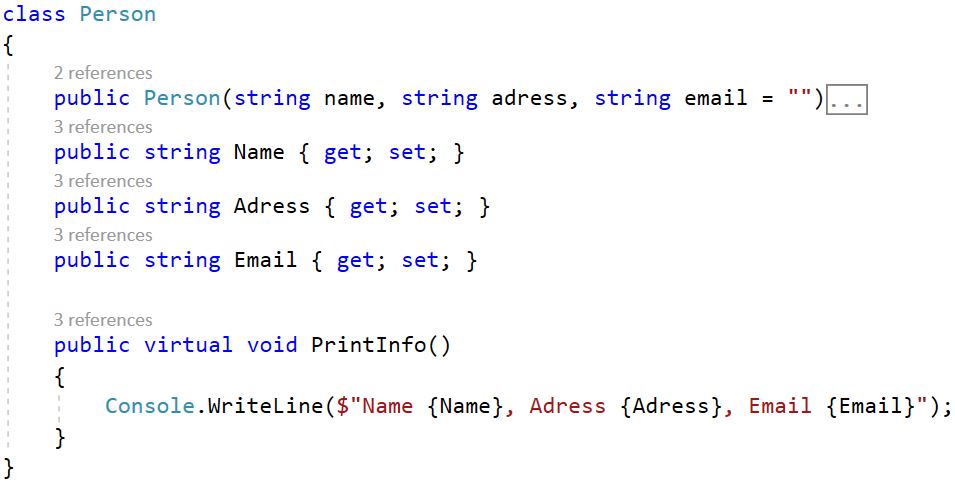 class Person
{
2 references
public Person(string name, string adress, string email = "")...
3 references
public string Name { get; set; }
3 references
public string Adress { get; set; }
3 references
public string Email { get; set; }
3 references
public virtual void PrintInfo()
{
Console.WriteLine($"Name {Name}, Adress {Adress}, Email {Email}");
}
}